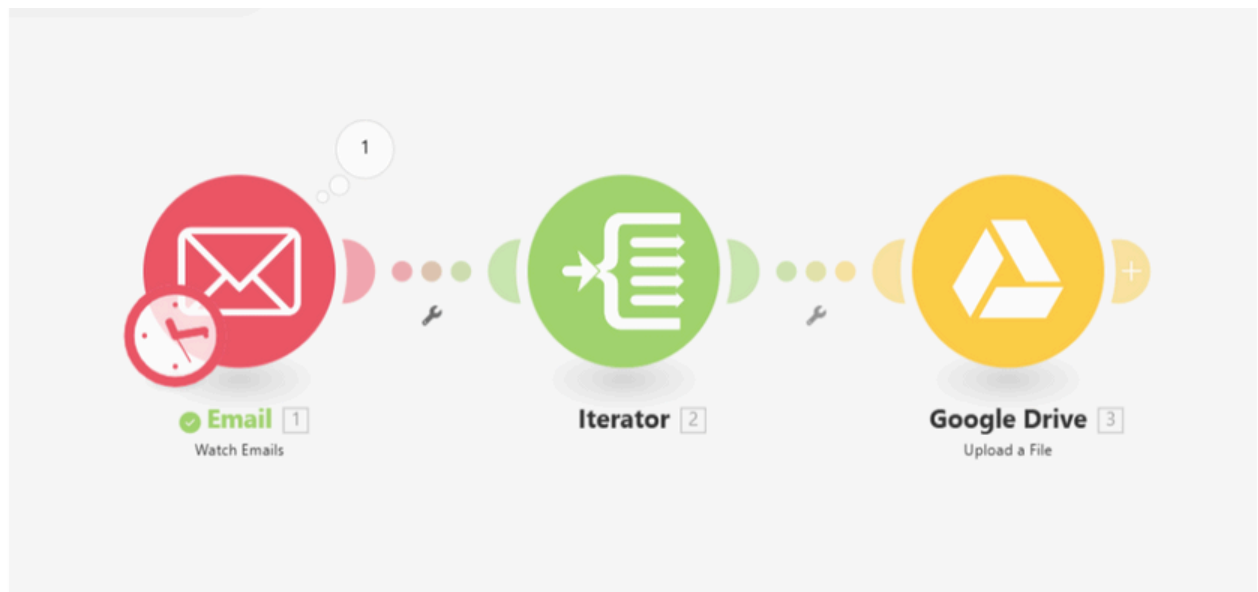 1
Email 1
Watch Emails
Iterator 2
Google Drive 3
Upload a File